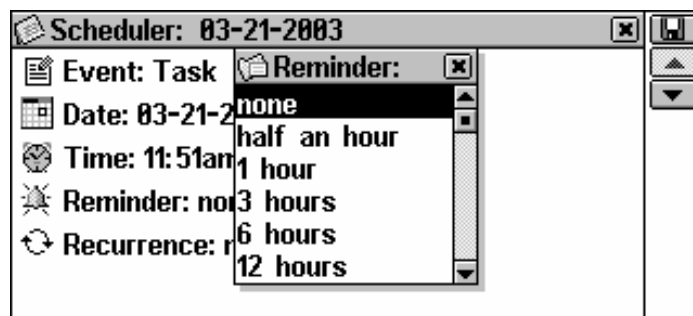 Scheduler: 03-21-2003
Event: Task
Date: 03-21-2
Time: 11:51am
Reminder: non
Recurrence: n
Reminder:
none
half an hour
1 hour
3 hours
6 hours
12 hours